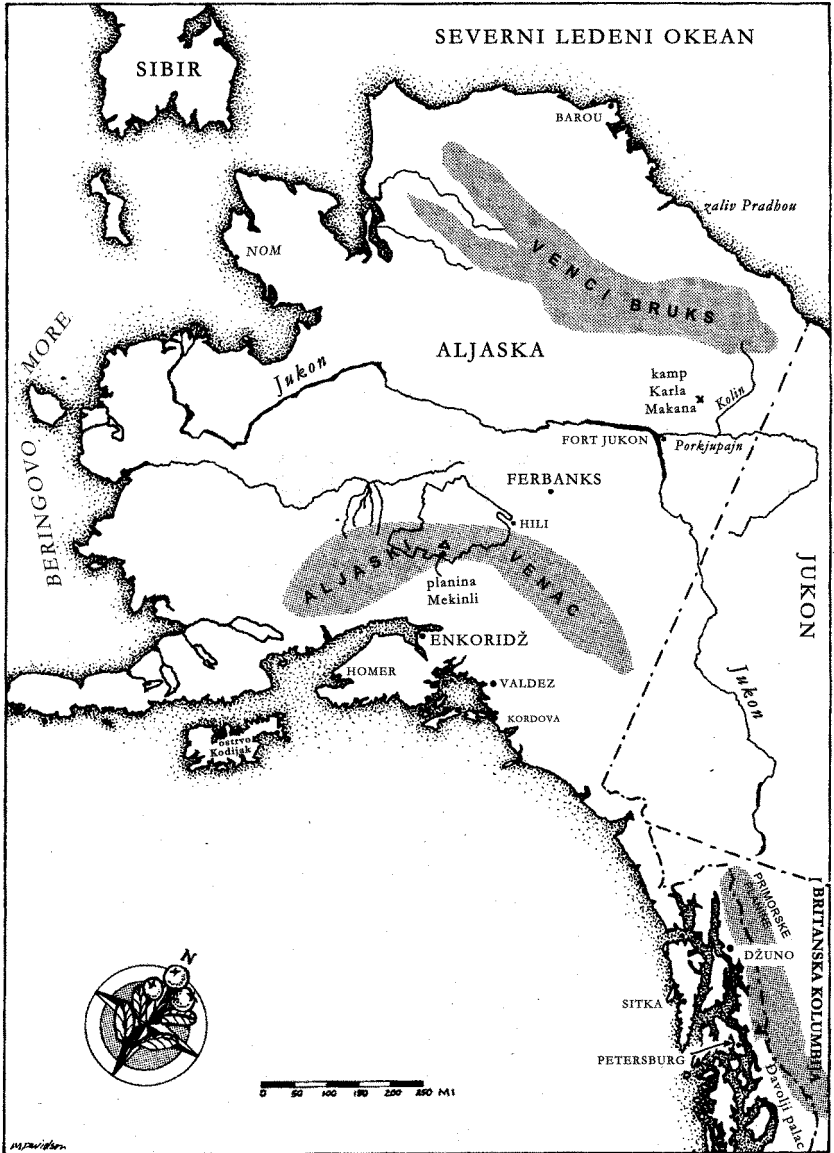 SEVERNI LEDENI OKEAN
SIBIR
BAROU
zaliv Pradhou
NOM
VENCI BRUKS
BERINGOVO MORE
ALJASKA
Jukon
kamp
Karla
Makana
Kolin
FORT JUKON
Porkjupajn
FERBANKS
HILI
ALJASKI VENAC
planina
Mekinli
JUKON
ENKORIDŽ
HOMER
VALDEZ
Jukon
KORDOVA
ostrvo
Kodijak
PRIMORSKE
PLANINE
BRITANSKA KOLUMBIJA
DŽUNO
N
SITKA
PETERSBURG
Đavolji palac
0 50 100 150 200 250 MI
M. Davidson